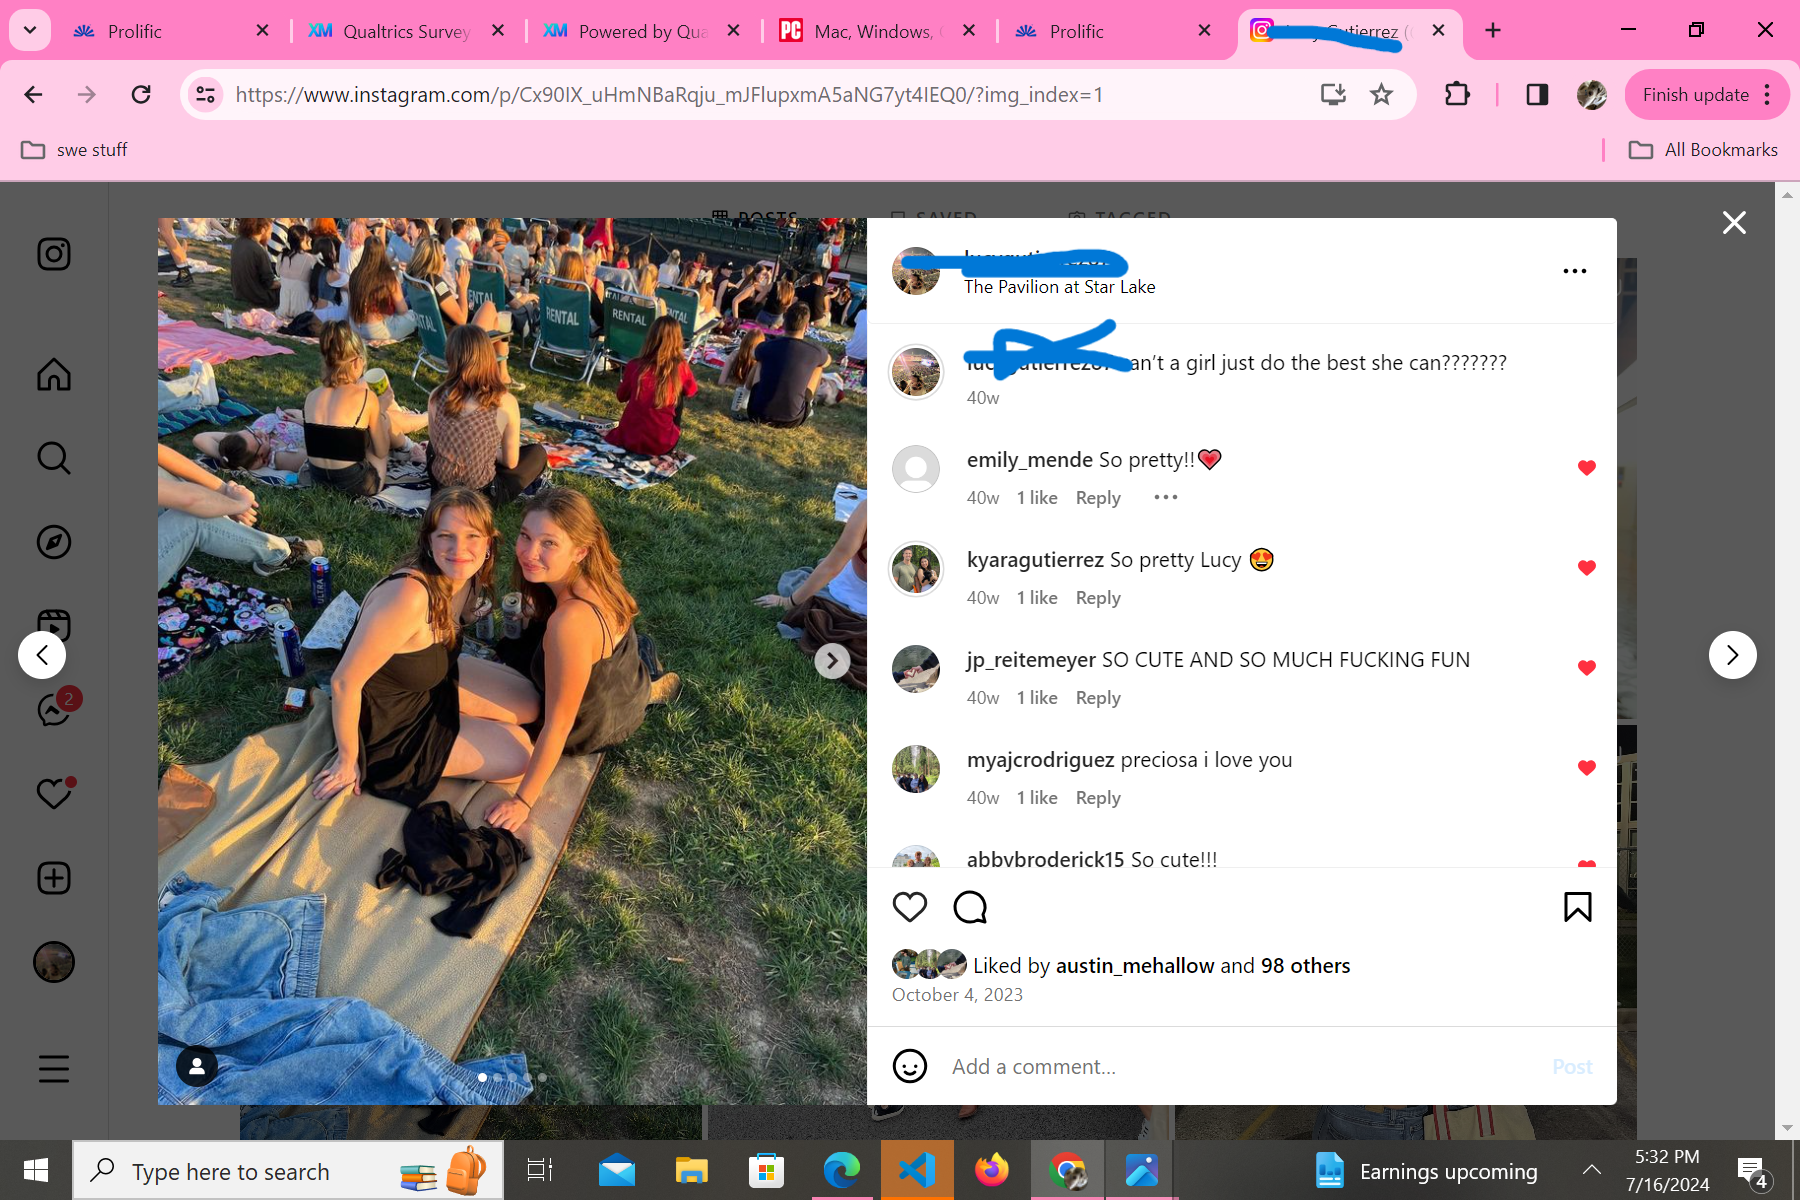 Prolific
Qualtrics Survey
Powered by Qua
Mac, Windows,
Prolific
Gutierrez
https://www.instagram.com/p/Cx90IX_uHmNBaRqju_mJFlupxmA5aNG7yt4IEQ0/?img_index=1
Finish update
swe stuff
All Bookmarks
POSTS
SAVED
TAGGED
The Pavilion at Star Lake
an't a girl just do the best she can???????
40w
emily_mende So pretty!!💗
40w 1 like Reply
kyaragutierrez So pretty Lucy 😍
40w 1 like Reply
jp_reitemeyer SO CUTE AND SO MUCH FUCKING FUN
40w 1 like Reply
myajcrodriguez preciosa i love you
40w 1 like Reply
abbybroderick15 So cute!!!
RENTAL
RENTAL
RENTAL
RENTAL
ULTRA
2
Liked by austin_mehallow and 98 others
October 4, 2023
Add a comment...
Post
Type here to search
Earnings upcoming
5:32 PM
7/16/2024
4